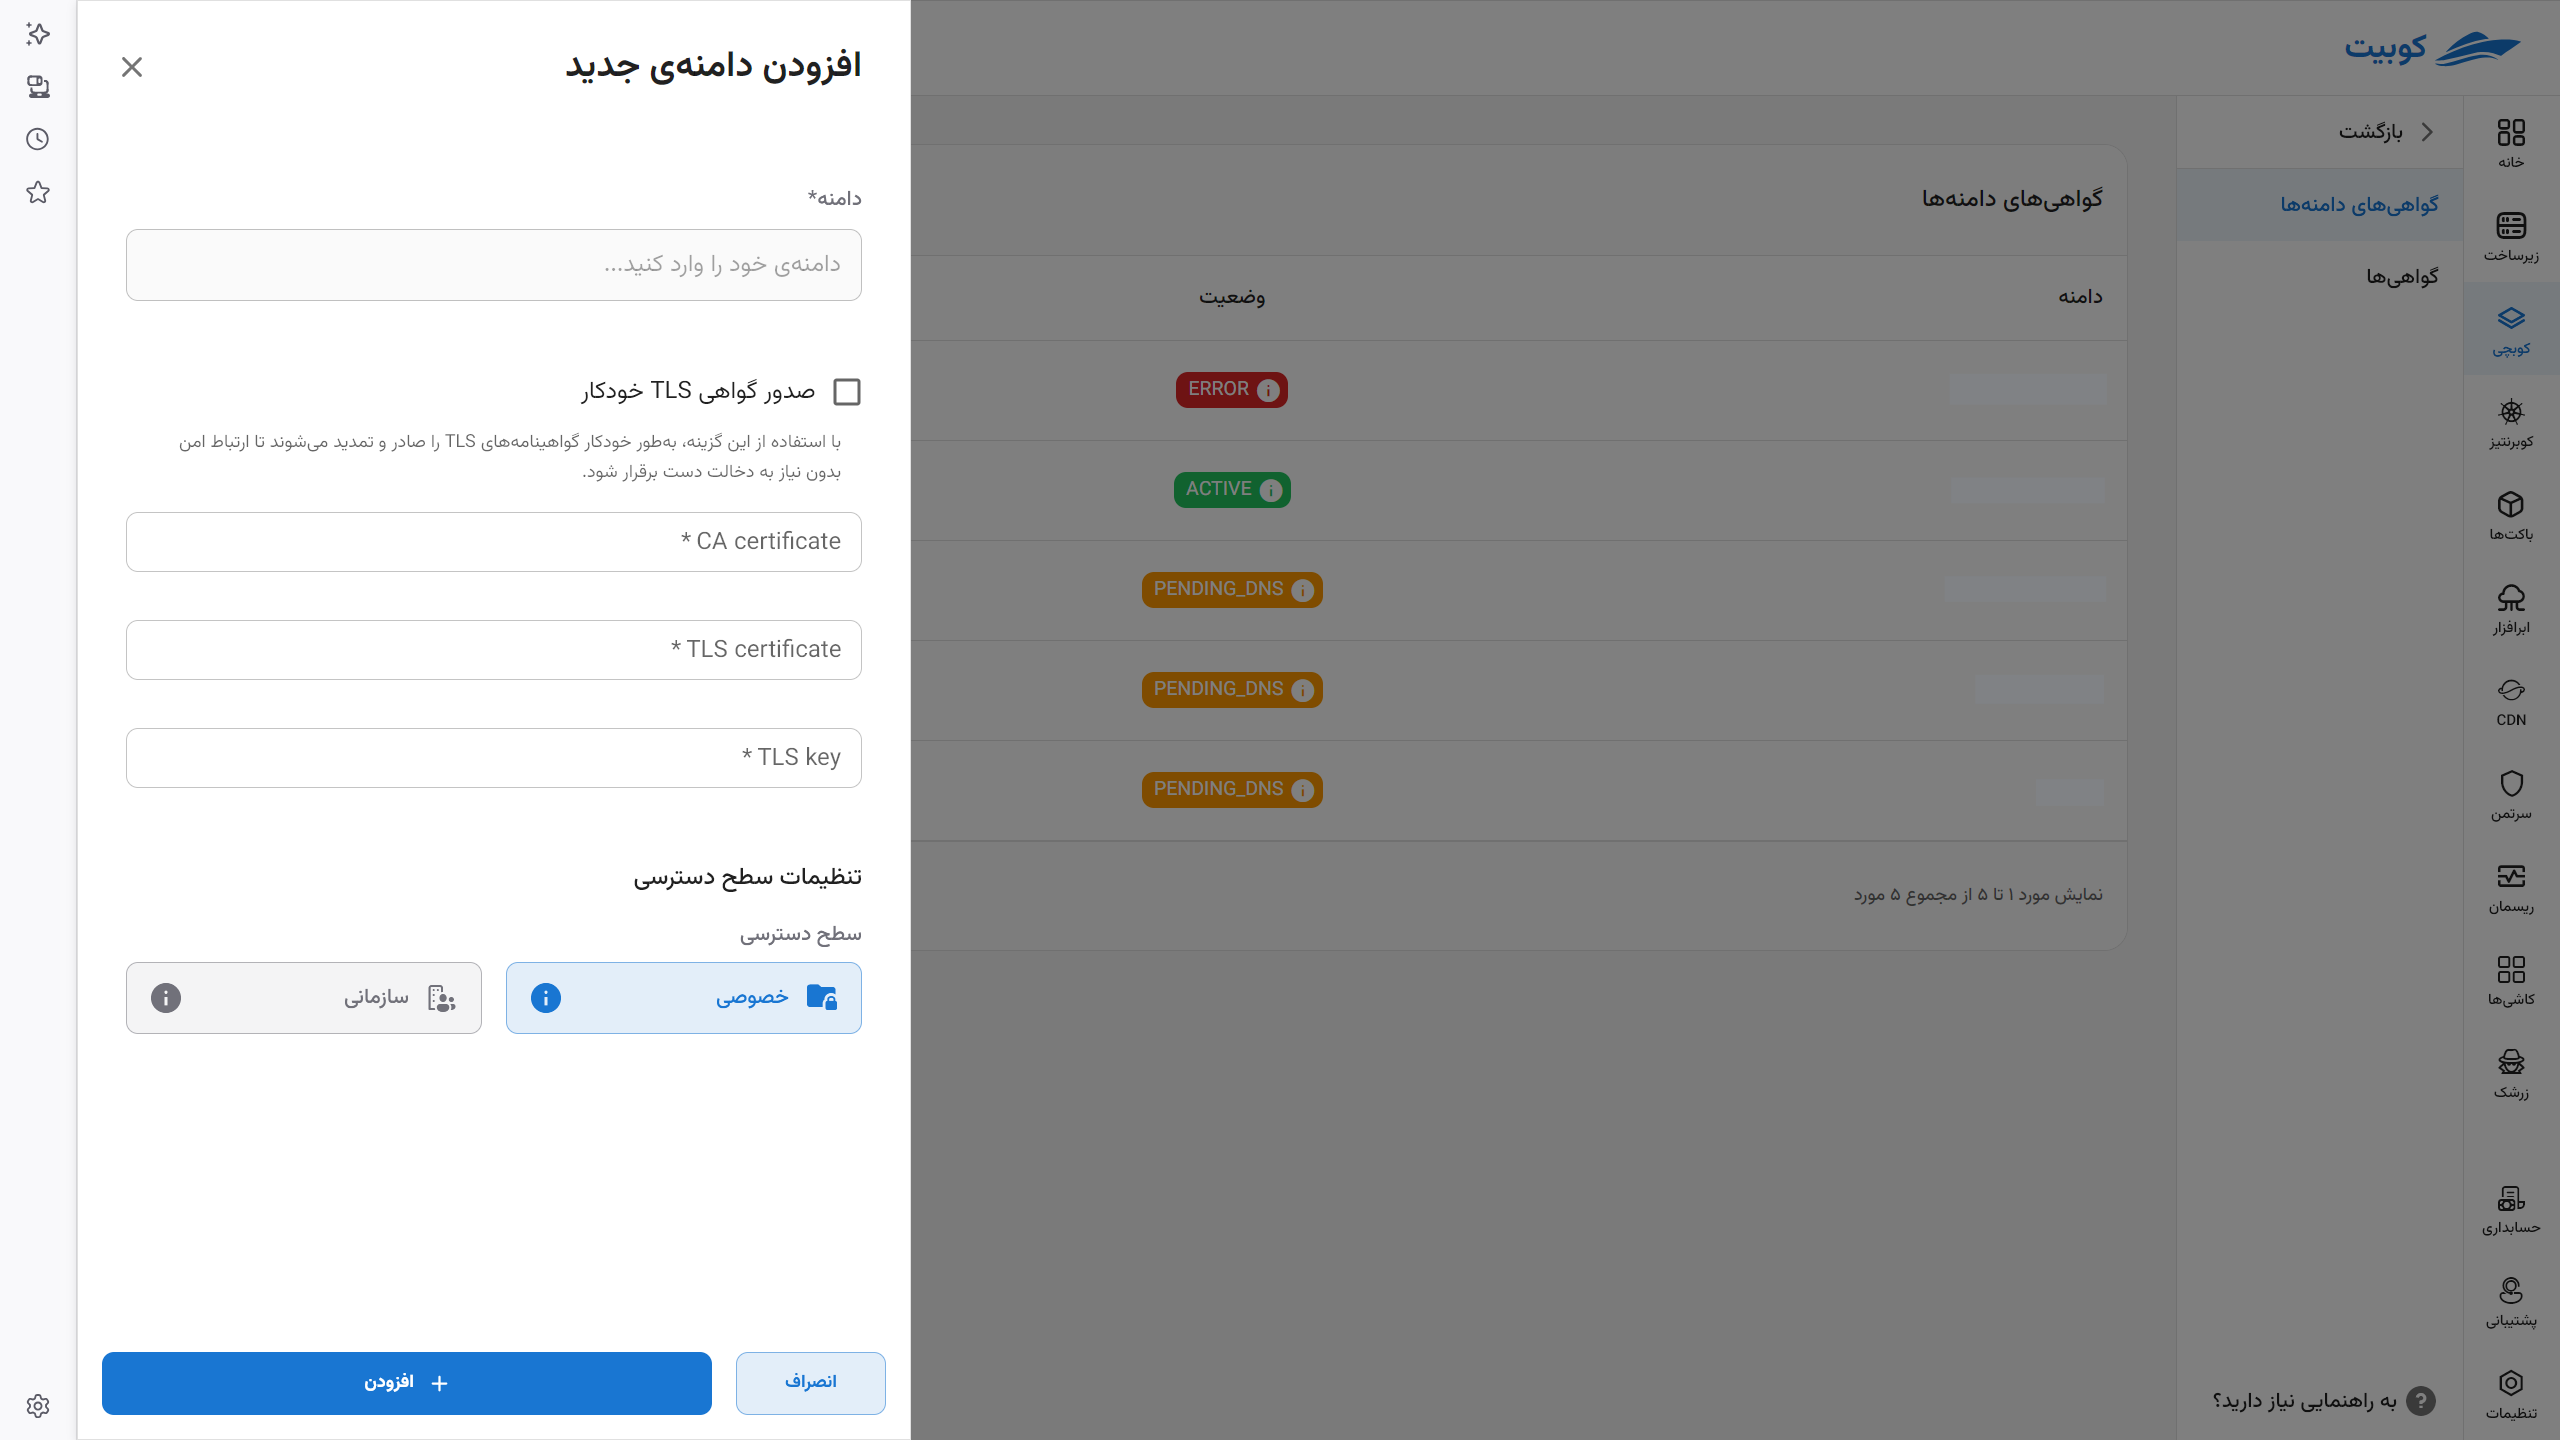 کوبیت
خانه
زیرساخت
کوبچی
کوبرنتیز
باکت‌ها
ابرافزار
CDN
سرتمن
ریسمان
کاشی‌ها
زرشک
حسابداری
پشتیبانی
تنظیمات
بازگشت
گواهی‌های دامنه‌ها
گواهی‌ها
به راهنمایی نیاز دارید؟
گواهی‌های دامنه‌ها
دامنه
وضعیت
ERROR
ACTIVE
PENDING_DNS
PENDING_DNS
PENDING_DNS
نمایش مورد ۱ تا ۵ از مجموع ۵ مورد
افزودن دامنه‌ی جدید
دامنه*
دامنه‌ی خود را وارد کنید...
صدور گواهی TLS خودکار
با استفاده از این گزینه، به‌طور خودکار گواهینامه‌های TLS را صادر و تمدید می‌شوند تا ارتباط امن
بدون نیاز به دخالت دست برقرار شود.
CA certificate *
TLS certificate *
TLS key *
تنظیمات سطح دسترسی
سطح دسترسی
خصوصی
سازمانی
انصراف
افزودن